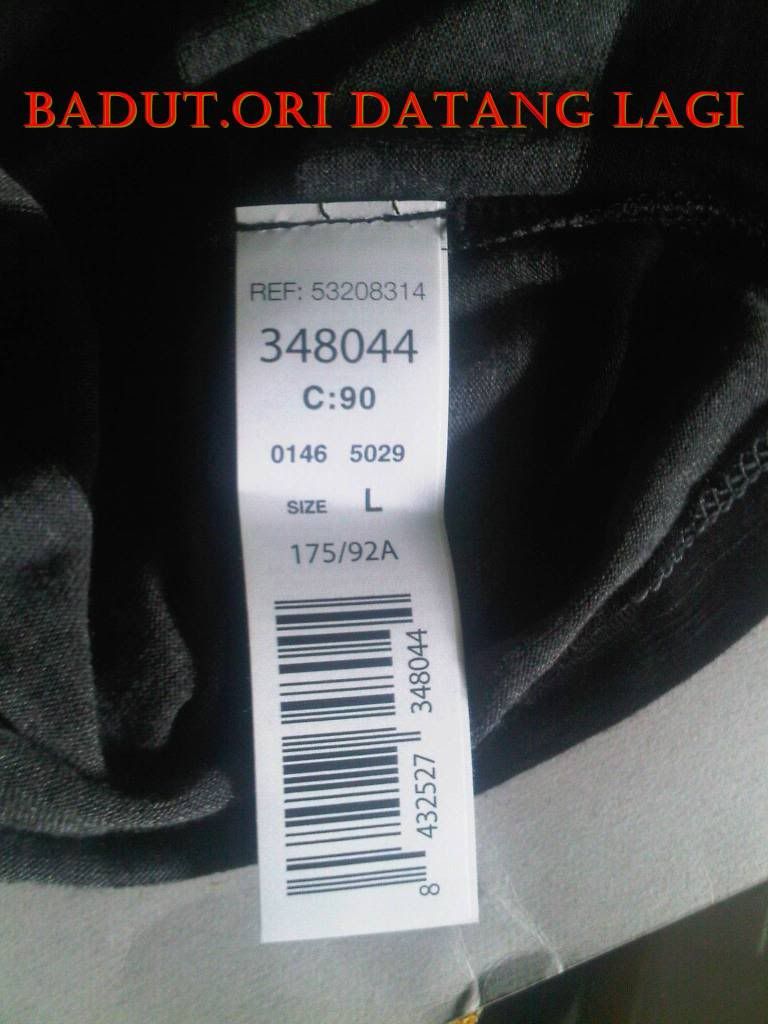 BADUT.ORI DATANG LAGI
REF: 53208314
348044
C:90
0146 5029
SIZE L
175/92A
8 432527 348044